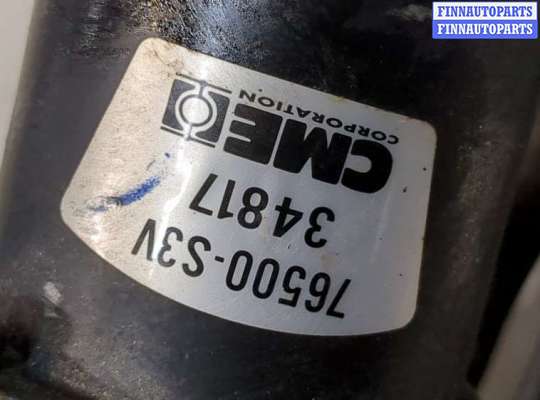 FINNAUTOPARTS
FINNAUTOPARTS
76500-S3V
34817
CME
CORPORATION